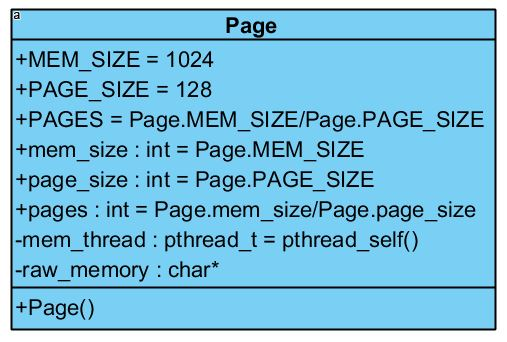 a
Page
+MEM_SIZE = 1024
+PAGE_SIZE = 128
+PAGES = Page.MEM_SIZE/Page.PAGE_SIZE
+mem_size : int = Page.MEM_SIZE
+page_size : int = Page.PAGE_SIZE
+pages : int = Page.mem_size/Page.page_size
-mem_thread : pthread_t = pthread_self()
-raw_memory : char*
+Page()